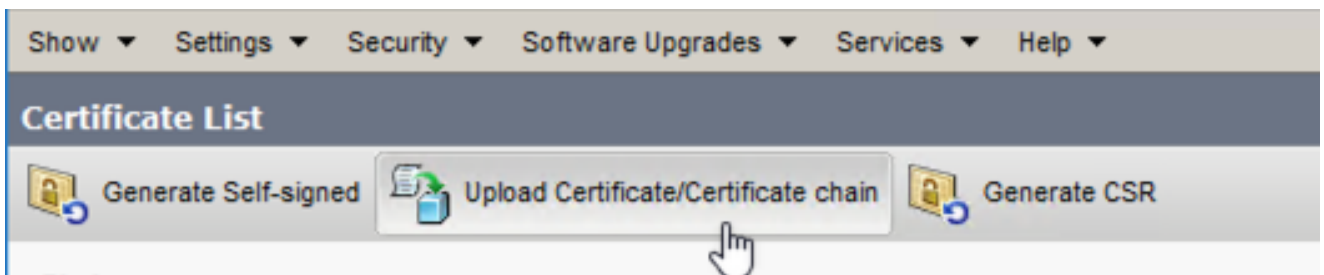 Show Settings Security Software Upgrades Services Help
Certificate List
Generate Self-signed Upload Certificate/Certificate chain Generate CSR